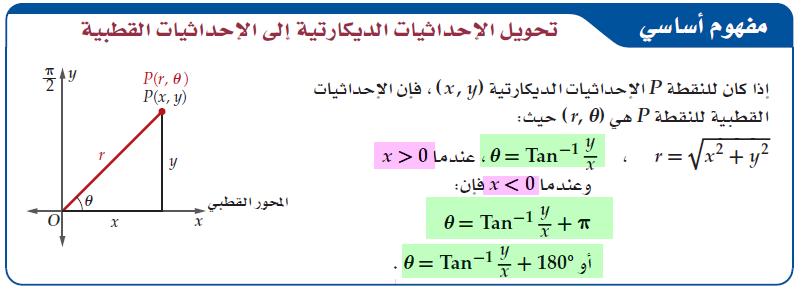 مفهوم أساسي
تحويل الإحداثيات الديكارتية إلى الإحداثيات القطبية
إذا كان للنقطة P الإحداثيات الديكارتية (x, y) ، فإن الإحداثيات
القطبية للنقطة P هي (r, θ) حيث:
r = √(x² + y²) ، θ = Tan⁻¹ y/x ، عندما x > 0
وعندما x < 0 فإن:
θ = Tan⁻¹ y/x + π
أو θ = Tan⁻¹ y/x + 180° .
π/2
y
P(r, θ)
P(x, y)
r
y
θ
المحور القطبي
O
x
x